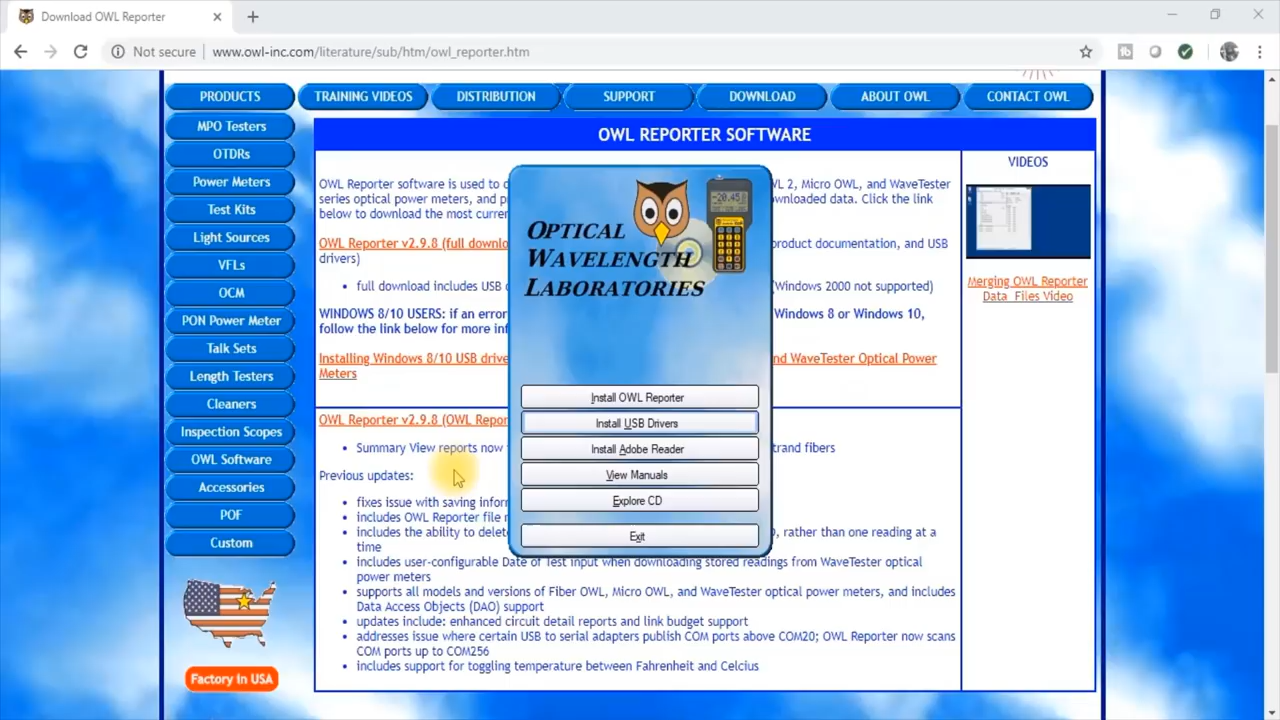 Download OWL Reporter
Not secure
www.owl-inc.com/literature/sub/htm/owl_reporter.htm
PRODUCTS
TRAINING VIDEOS
DISTRIBUTION
SUPPORT
DOWNLOAD
ABOUT OWL
CONTACT OWL
MPO Testers
OTDRs
Power Meters
Test Kits
Light Sources
VFLs
OCM
PON Power Meter
Talk Sets
Length Testers
Cleaners
Inspection Scopes
OWL Software
Accessories
POF
Custom
Factory In USA
OWL REPORTER SOFTWARE
OWL Reporter software is used to
L 2, Micro OWL, and WaveTester
series optical power meters, and
wnloaded data. Click the link
below to download the most curren
OWL Reporter v2.9.8 (full downlo
product documentation, and USB
drivers)
• full download includes USB
(Windows 2000 not supported)
WINDOWS 8/10 USERS: if an error
Windows 8 or Windows 10,
follow the link below for more inf
Installing Windows 8/10 USB drive
nd WaveTester Optical Power
Meters
OWL Reporter v2.9.8 (OWL Repor
• Summary View reports now
trand fibers
Previous updates:
• fixes issue with saving inform
• includes OWL Reporter file
• includes the ability to delet
, rather than one reading at a
time
• includes user-configurable Date of Test input when downloading stored readings from WaveTester optical
power meters
• supports all models and versions of Fiber OWL, Micro OWL, and WaveTester optical power meters, and includes
Data Access Objects (DAO) support
• updates include: enhanced circuit detail reports and link budget support
• addresses issue where certain USB to serial adapters publish COM ports above COM20; OWL Reporter now scans
COM ports up to COM256
• includes support for toggling temperature between Fahrenheit and Celcius
VIDEOS
Merging OWL Reporter
Data Files Video
OPTICAL
WAVELENGTH
LABORATORIES
-20.45
Install OWL Reporter
Install USB Drivers
Install Adobe Reader
View Manuals
Explore CD
Exit